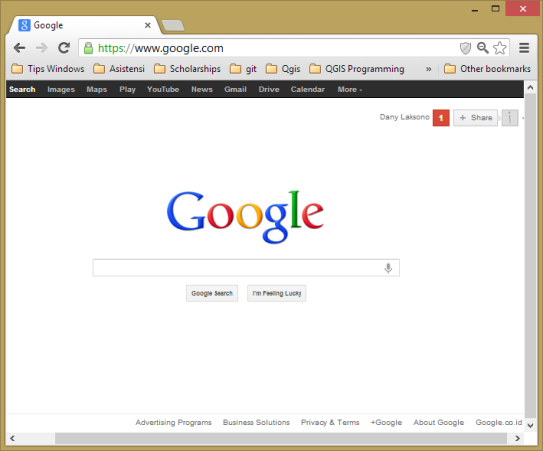 Google
https://www.google.com
Tips Windows Asistensi Scholarships git Qgis QGIS Programming » Other bookmarks
Search Images Maps Play YouTube News Gmail Drive Calendar More
Dany Laksono 1 + Share
Google
Google Search I'm Feeling Lucky
Advertising Programs Business Solutions Privacy & Terms +Google About Google Google.co.id